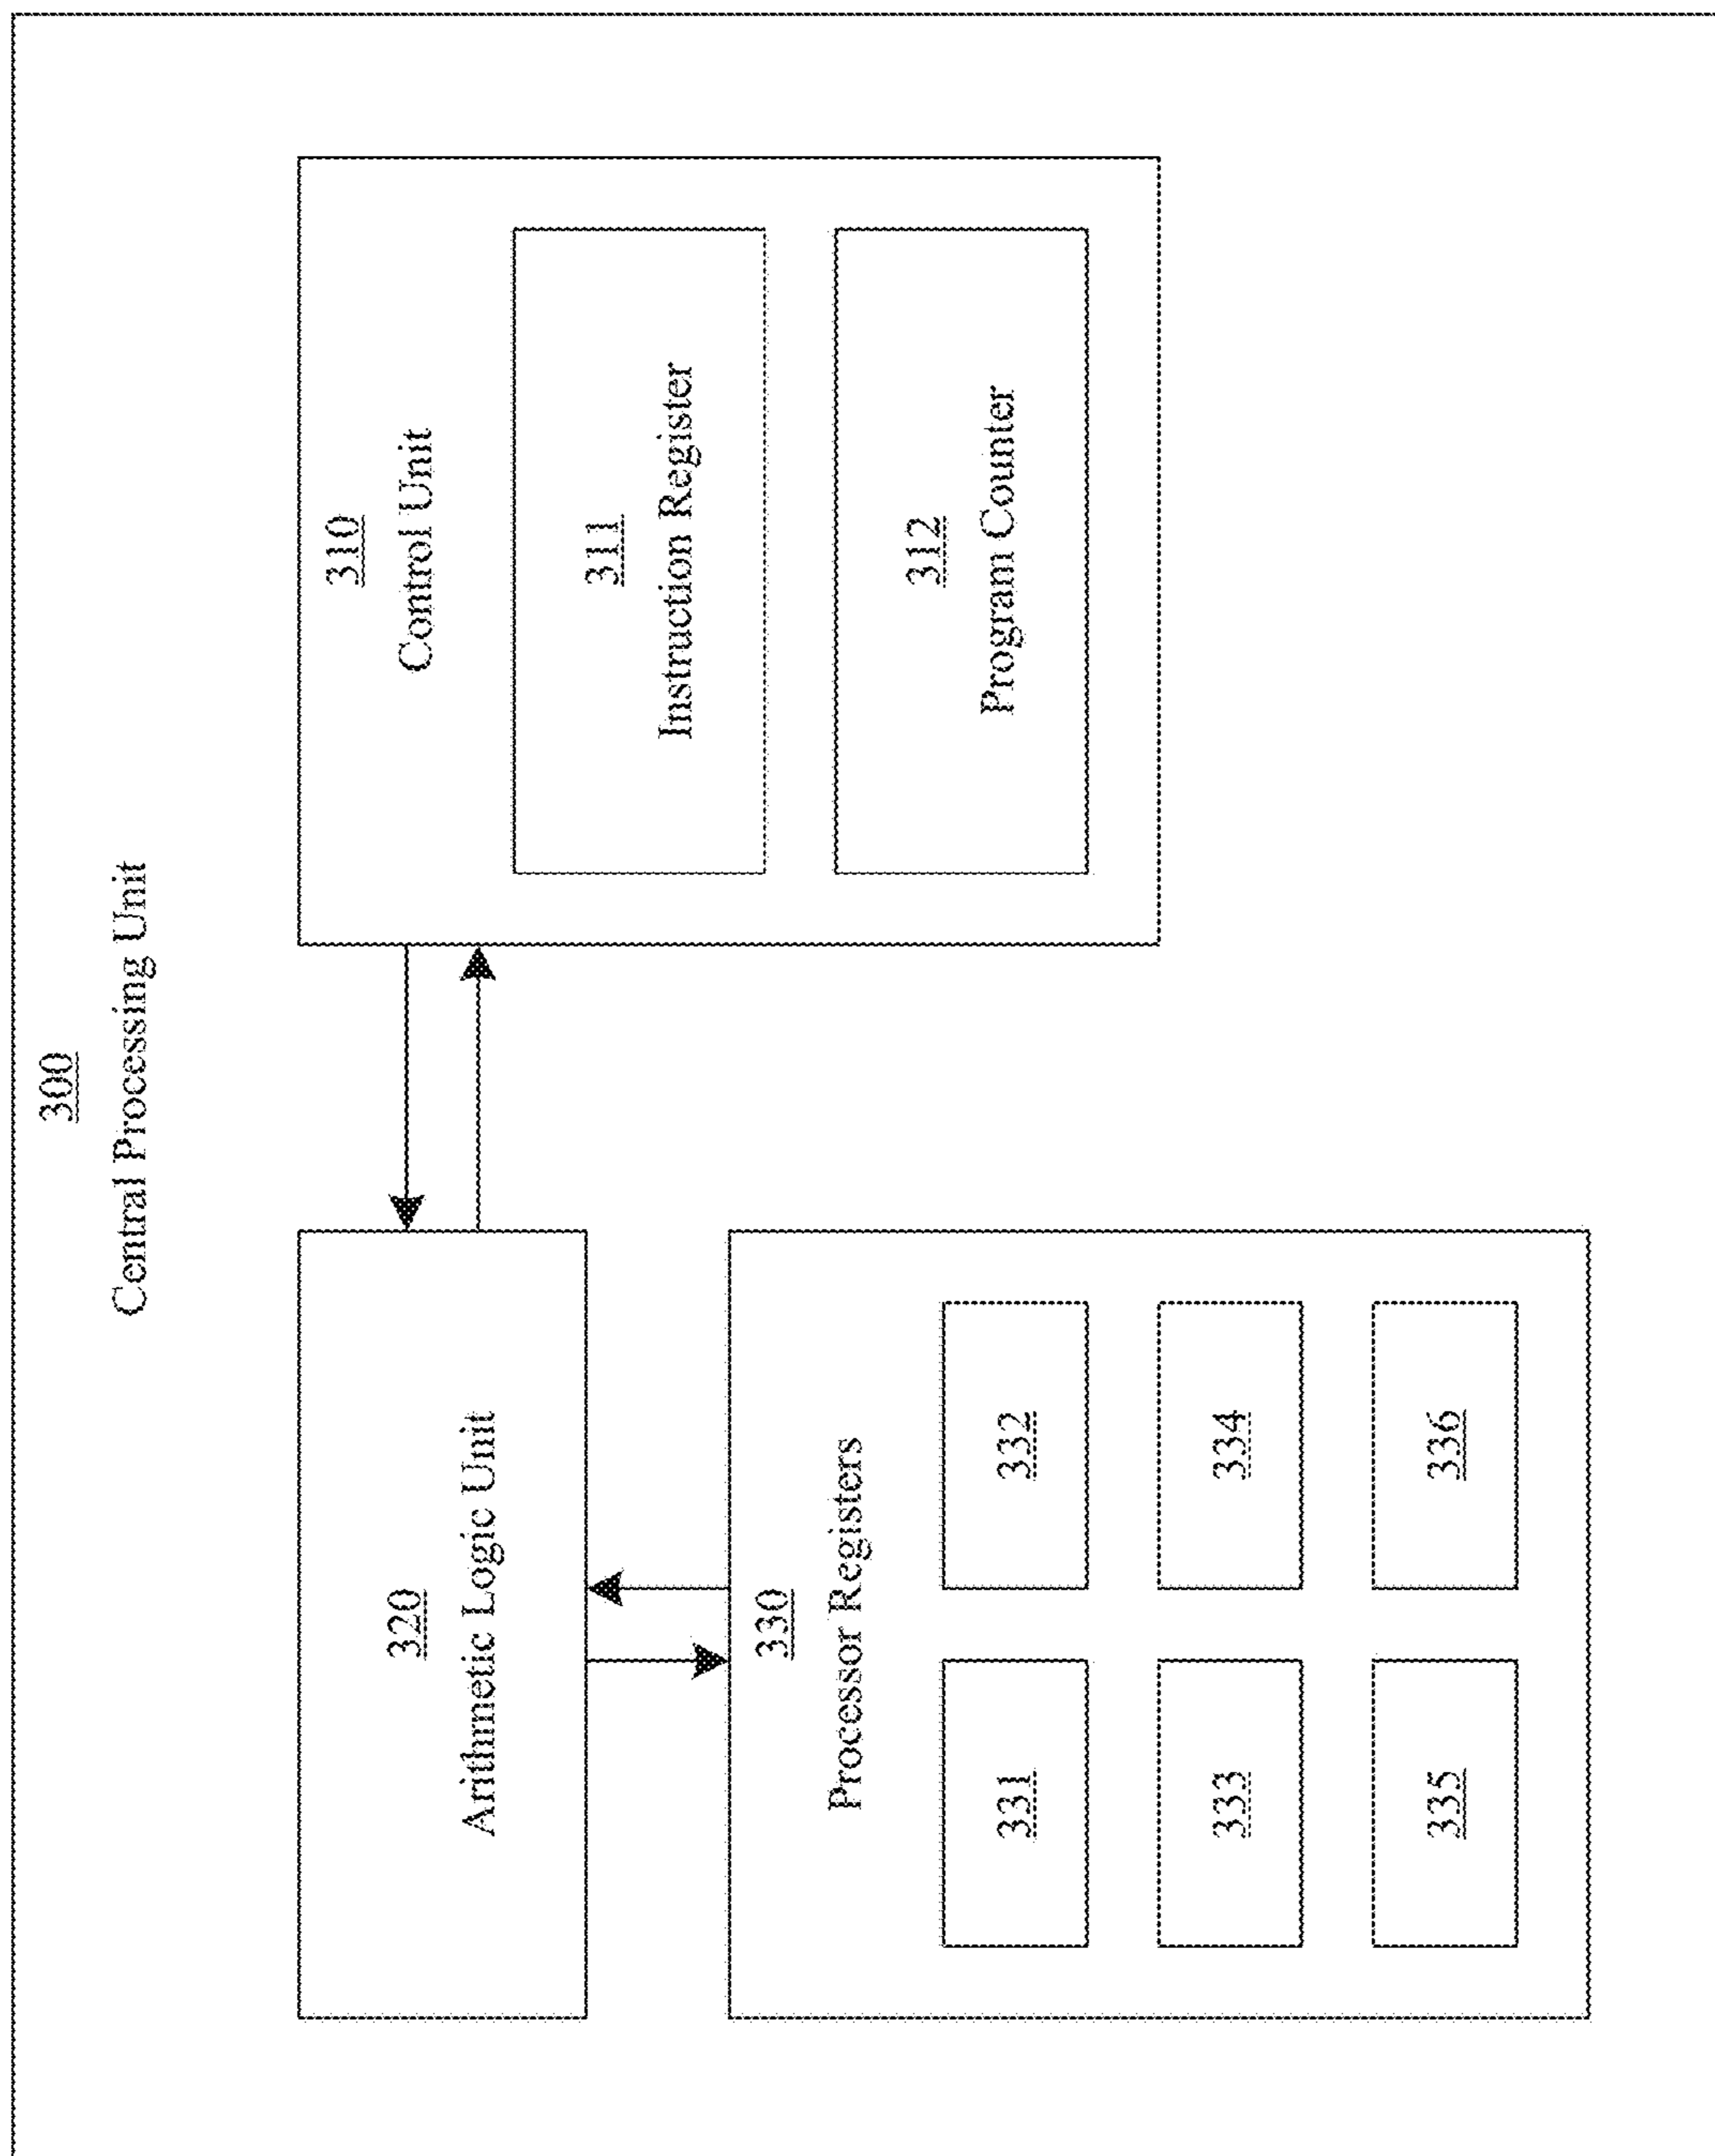 300
Central Processing Unit
320
Arithmetic Logic Unit
310
Control Unit
311
Instruction Register
312
Program Counter
330
Processor Registers
331
332
333
334
335
336